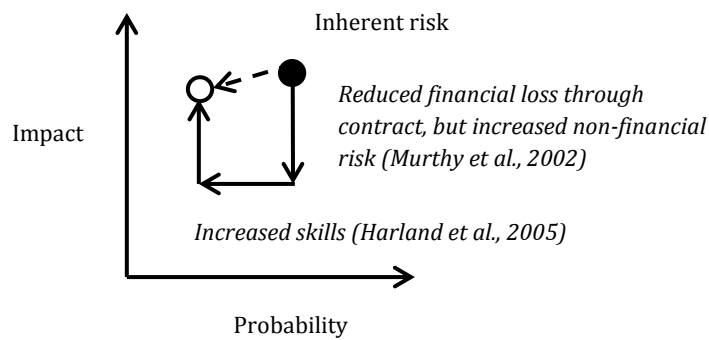 Inherent risk
Impact
Reduced financial loss through
contract, but increased non-financial
risk (Murthy et al., 2002)
Increased skills (Harland et al., 2005)
Probability